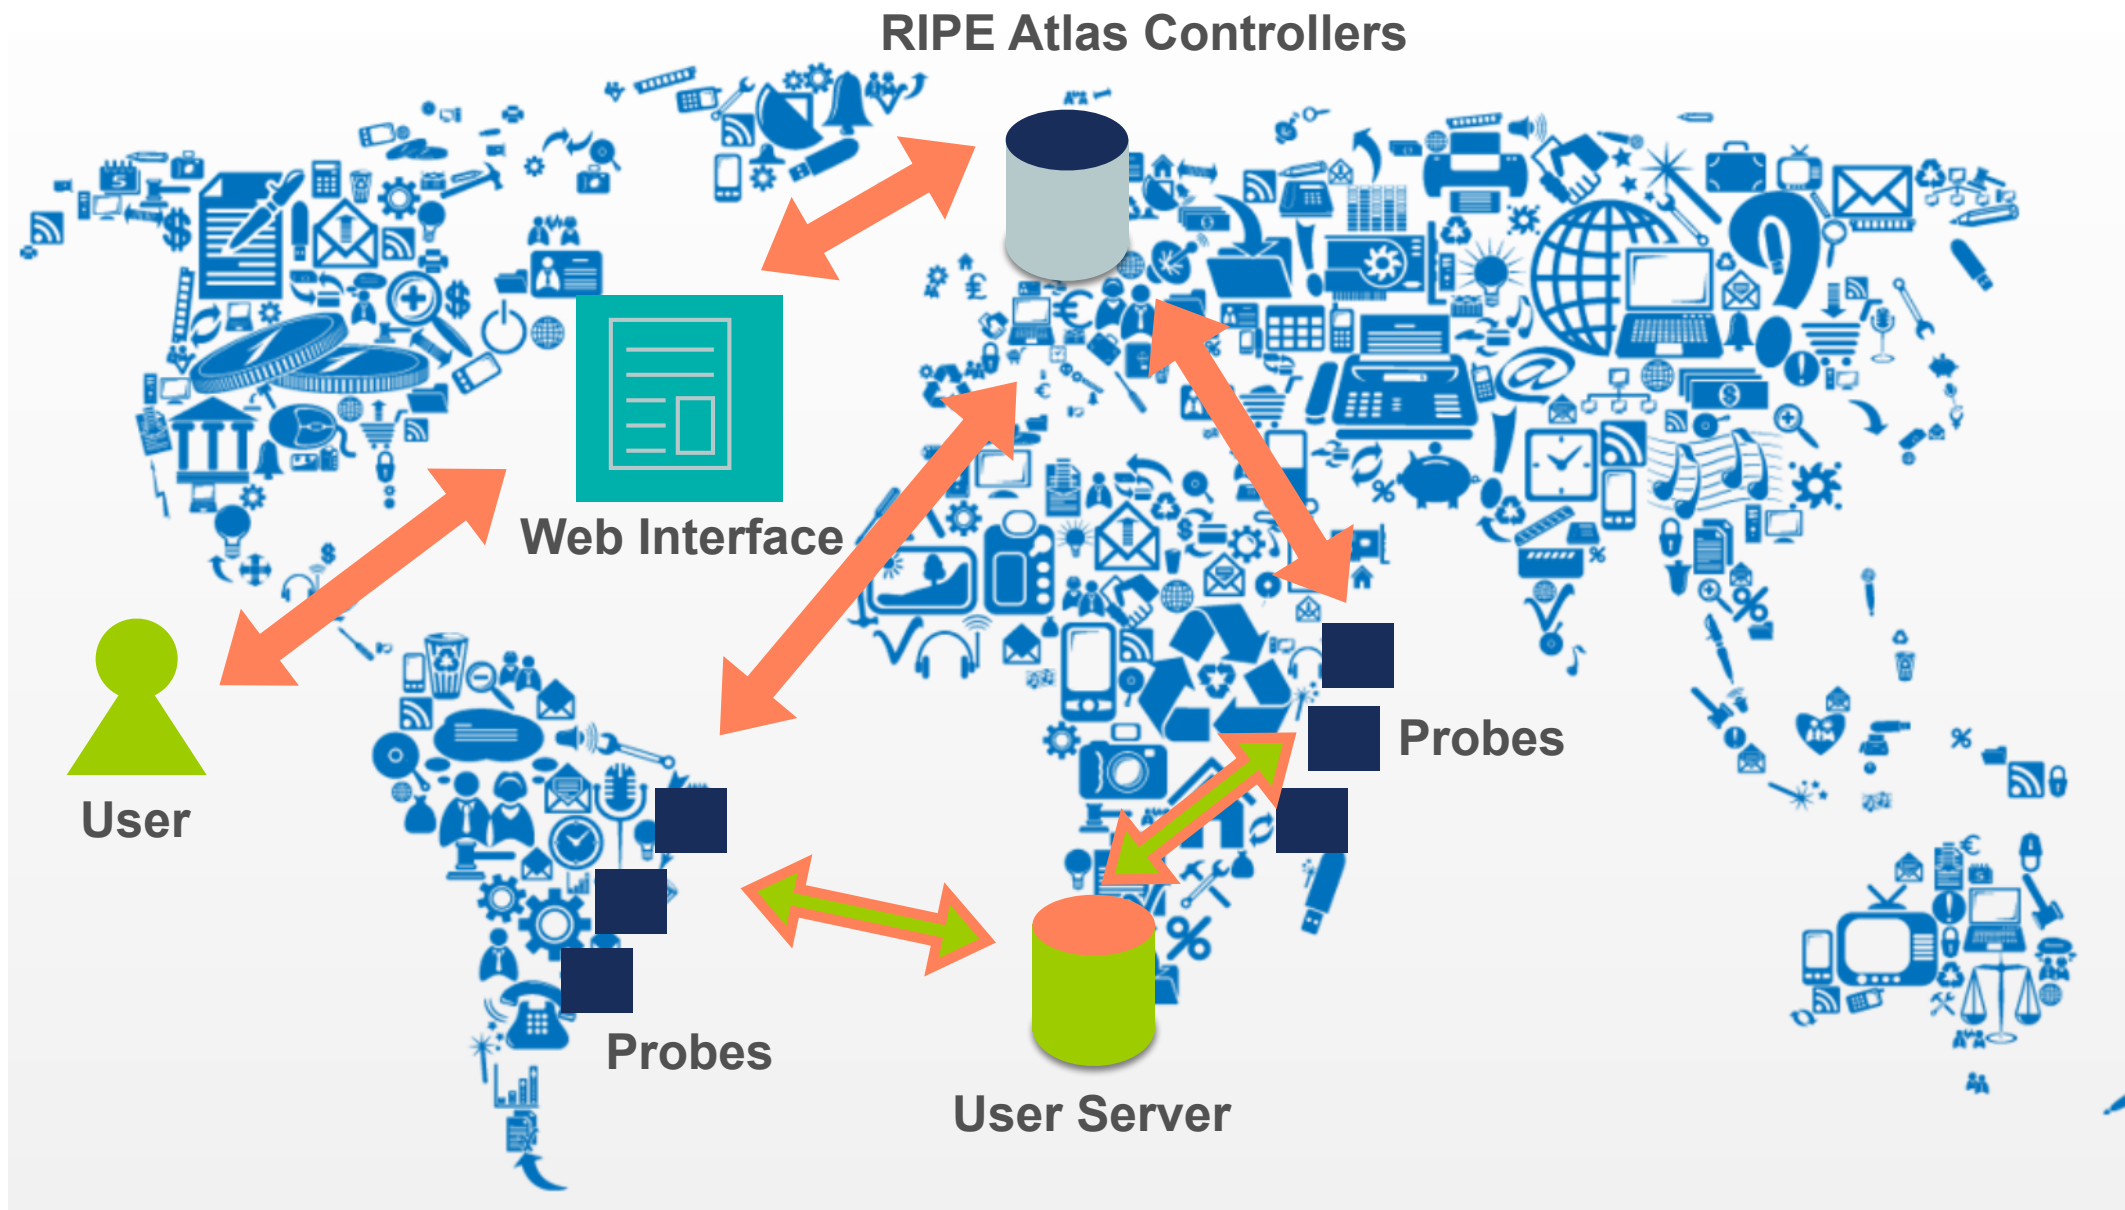 RIPE Atlas Controllers
Web Interface
User
Probes
Probes
User Server